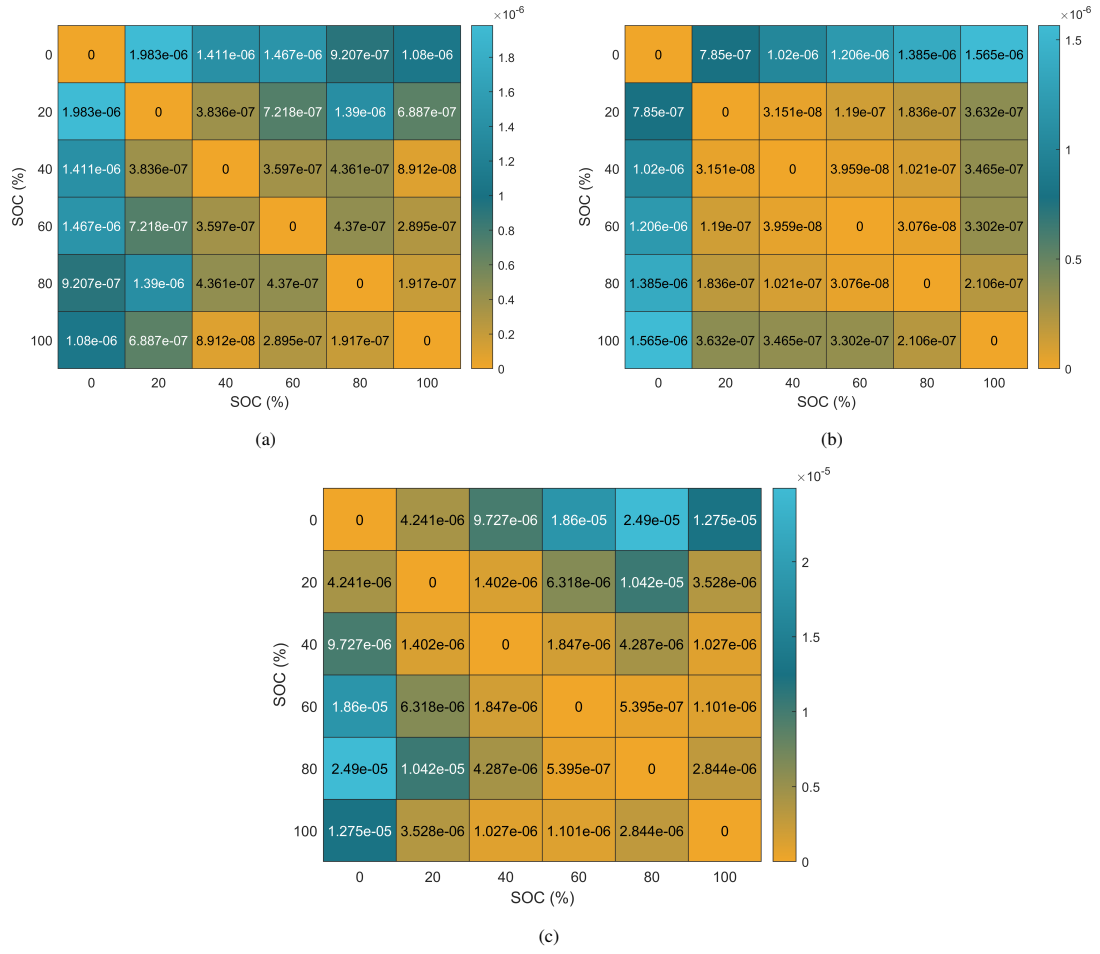 ×10-6
0 0 1.983e-06 1.411e-06 1.467e-06 9.207e-07 1.08e-06
20 1.983e-06 0 3.836e-07 7.218e-07 1.39e-06 6.887e-07
40 1.411e-06 3.836e-07 0 3.597e-07 4.361e-07 8.912e-08
60 1.467e-06 7.218e-07 3.597e-07 0 4.37e-07 2.895e-07
80 9.207e-07 1.39e-06 4.361e-07 4.37e-07 0 1.917e-07
100 1.08e-06 6.887e-07 8.912e-08 2.895e-07 1.917e-07 0
0 20 40 60 80 100
SOC (%)
SOC (%)
1.8
1.6
1.4
1.2
1
0.8
0.6
0.4
0.2
0
(a)
×10-6
0 0 7.85e-07 1.02e-06 1.206e-06 1.385e-06 1.565e-06
20 7.85e-07 0 3.151e-08 1.19e-07 1.836e-07 3.632e-07
40 1.02e-06 3.151e-08 0 3.959e-08 1.021e-07 3.465e-07
60 1.206e-06 1.19e-07 3.959e-08 0 3.076e-08 3.302e-07
80 1.385e-06 1.836e-07 1.021e-07 3.076e-08 0 2.106e-07
100 1.565e-06 3.632e-07 3.465e-07 3.302e-07 2.106e-07 0
0 20 40 60 80 100
SOC (%)
SOC (%)
1.5
1
0.5
0
(b)
×10-5
0 0 4.241e-06 9.727e-06 1.86e-05 2.49e-05 1.275e-05
20 4.241e-06 0 1.402e-06 6.318e-06 1.042e-05 3.528e-06
40 9.727e-06 1.402e-06 0 1.847e-06 4.287e-06 1.027e-06
60 1.86e-05 6.318e-06 1.847e-06 0 5.395e-07 1.101e-06
80 2.49e-05 1.042e-05 4.287e-06 5.395e-07 0 2.844e-06
100 1.275e-05 3.528e-06 1.027e-06 1.101e-06 2.844e-06 0
0 20 40 60 80 100
SOC (%)
SOC (%)
2
1.5
1
0.5
0
(c)